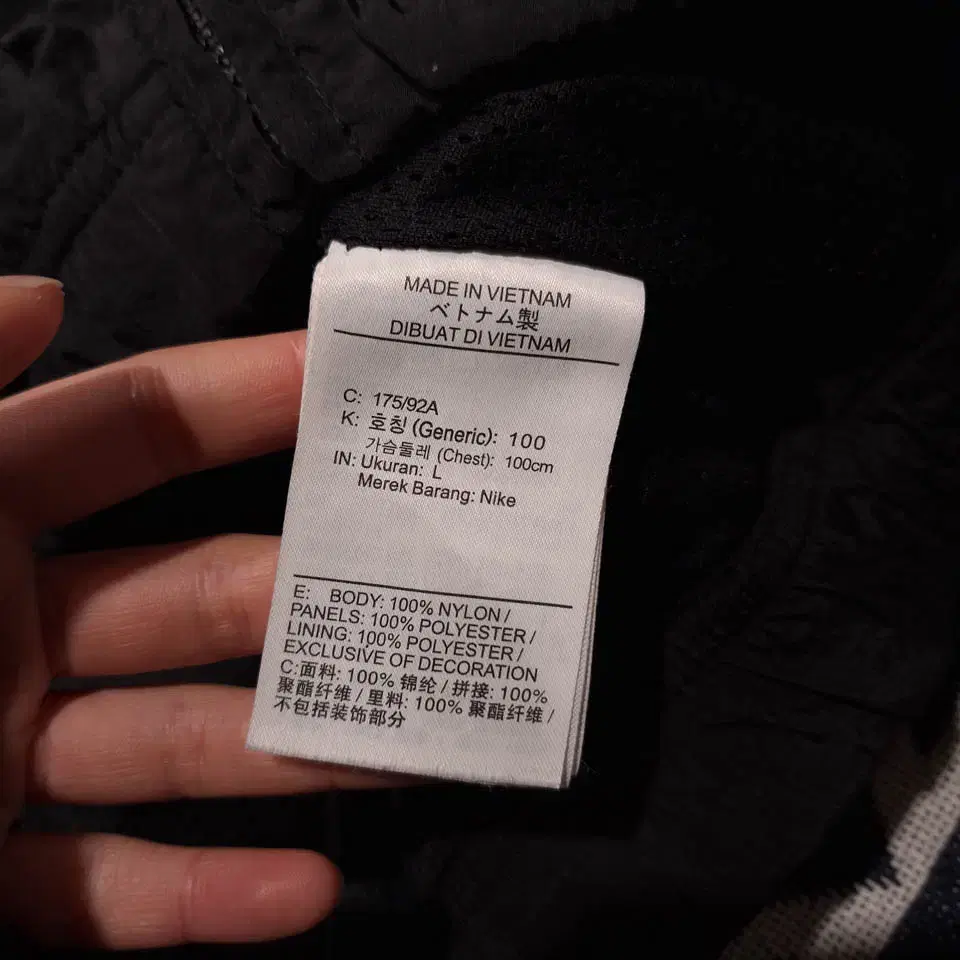 MADE IN VIETNAM
ベトナム製
DIBUAT DI VIETNAM
C: 175/92A
K: 호칭 (Generic): 100
가슴둘레 (Chest): 100cm
IN: Ukuran: L
Merek Barang: Nike
E: BODY: 100% NYLON /
PANELS: 100% POLYESTER /
LINING: 100% POLYESTER /
EXCLUSIVE OF DECORATION
C:面料: 100% 锦纶 / 拼接: 100%
聚酯纤维 / 里料: 100% 聚酯纤维 /
不包括装饰部分